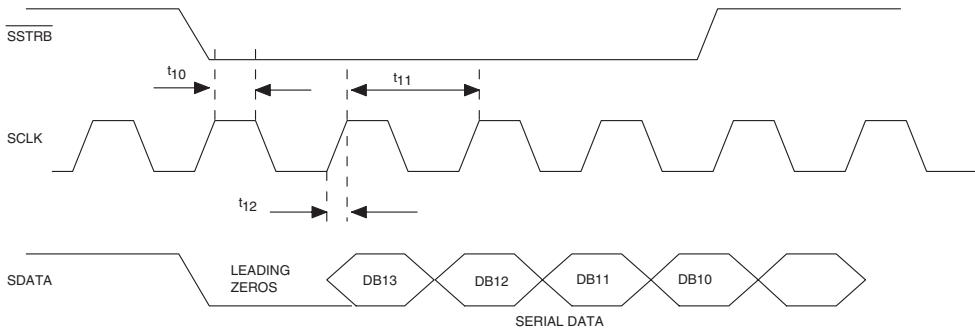 SSTRB
t10
t11
SCLK
t12
SDATA
LEADING
ZEROS
DB13
DB12
DB11
DB10
SERIAL DATA